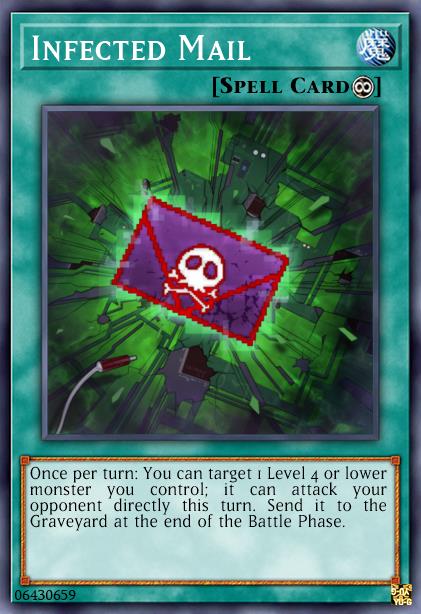 Infected Mail
[Spell Card]
Once per turn: You can target 1 Level 4 or lower
monster you control; it can attack your
opponent directly this turn. Send it to the
Graveyard at the end of the Battle Phase.
06430659